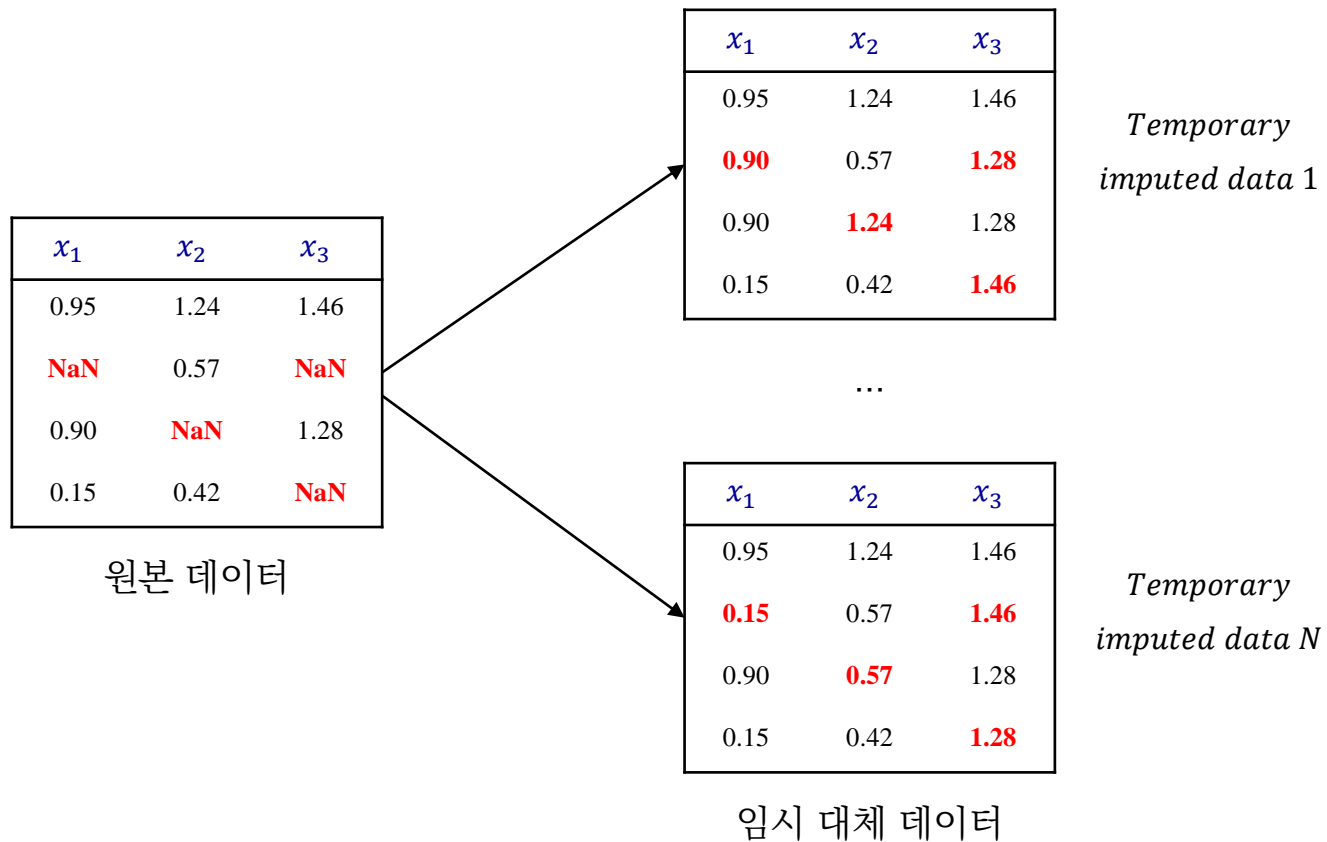 x₁ x₂ x₃
0.95 1.24 1.46
NaN 0.57 NaN
0.90 NaN 1.28
0.15 0.42 NaN
원본 데이터
x₁ x₂ x₃
0.95 1.24 1.46
0.90 0.57 1.28
0.90 1.24 1.28
0.15 0.42 1.46
Temporary
imputed data 1
...
x₁ x₂ x₃
0.95 1.24 1.46
0.15 0.57 1.46
0.90 0.57 1.28
0.15 0.42 1.28
Temporary
imputed data N
임시 대체 데이터